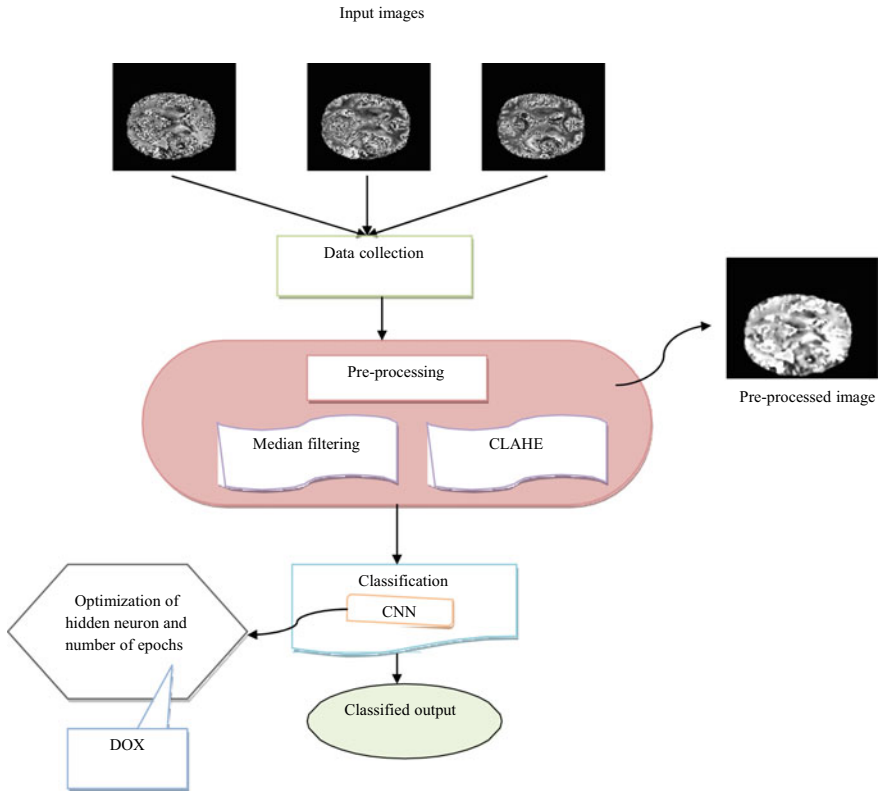 Input images
Data collection
Pre-processing
Pre-processed image
Median filtering
CLAHE
Classification
CNN
Optimization of
hidden neuron and
number of epochs
Classified output
DOX